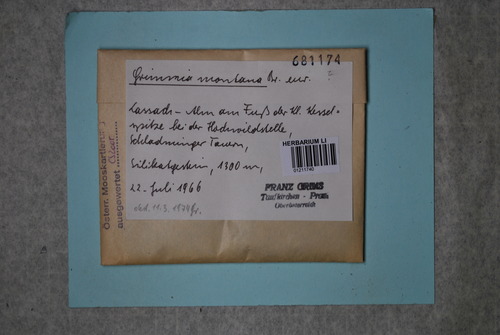 681174
Grimmia montana Br. eur.
Lassach-Alm am Fuß der Kl. Kessel-
spitze bei der Hochwildstelle,
Schladminger Tauern,
Silikatgestein, 1300 m,
22. Juli 1966
HERBARIUM LI
FRANZ GRIMS
Taufkirchen - Pram
Oberösterreich
Österr. Mooskartierung
ausgewertet